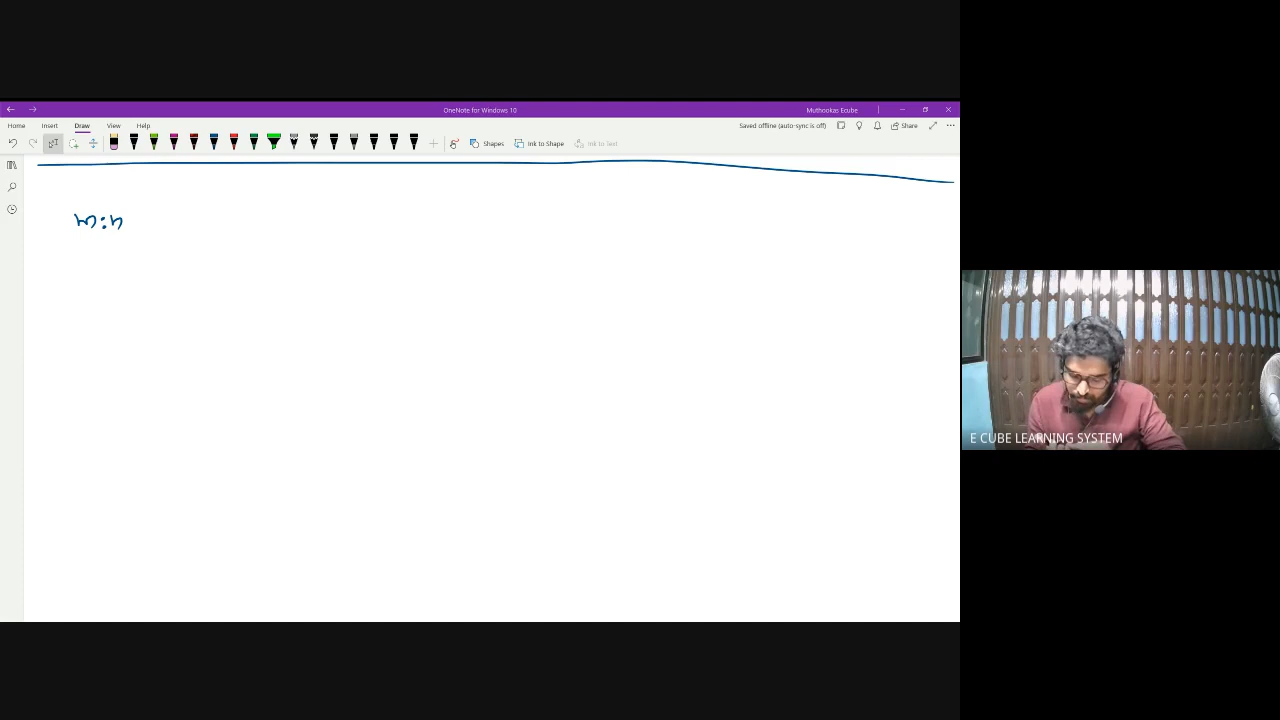 OneNote for Windows 10
Muthookas Ecube
Home Insert Draw View Help
Saved offline (auto-sync is off)
Share
Shapes
Ink to Shape
Ink to Text
m:n
E CUBE LEARNING SYSTEM